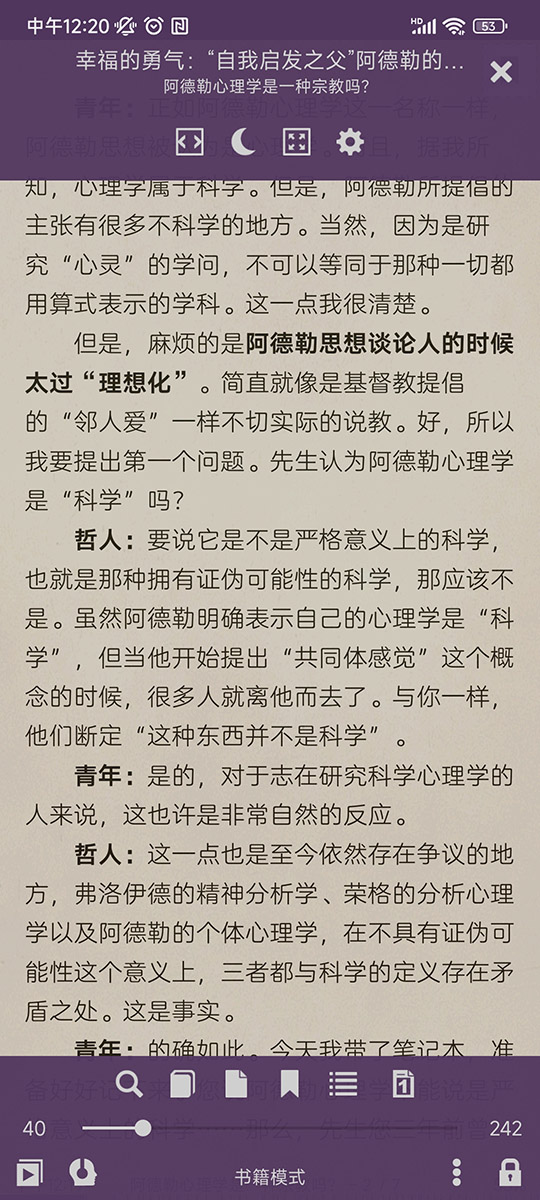 中午12:20
HD
53
幸福的勇气：“自我启发之父”阿德勒的...
阿德勒心理学是一种宗教吗？
青年：正如阿德勒心理学这一名称一样，
知，心理学属于科学。但是，阿德勒所提倡的
主张有很多不科学的地方。当然，因为是研
究“心灵”的学问，不可以等同于那种一切都
用算式表示的学科。这一点我很清楚。
但是，麻烦的是阿德勒思想谈论人的时候
太过“理想化”。简直就像是基督教提倡
的“邻人爱”一样不切实际的说教。好，所以
我要提出第一个问题。先生认为阿德勒心理学
是“科学”吗？
哲人：要说它是不是严格意义上的科学，
也就是那种拥有证伪可能性的科学，那应该不
是。虽然阿德勒明确表示自己的心理学是“科
学”，但当他开始提出“共同体感觉”这个概
念的时候，很多人就离他而去了。与你一样，
他们断定“这种东西并不是科学”。
青年：是的，对于志在研究科学心理学的
人来说，这也许是非常自然的反应。
哲人：这一点也是至今依然存在争议的地
方，弗洛伊德的精神分析学、荣格的分析心理
学以及阿德勒的个体心理学，在不具有证伪可
能性这个意义上，三者都与科学的定义存在矛
盾之处。这是事实。
青年：的确如此。今天我带了笔记本，准
1
40
242
书籍模式